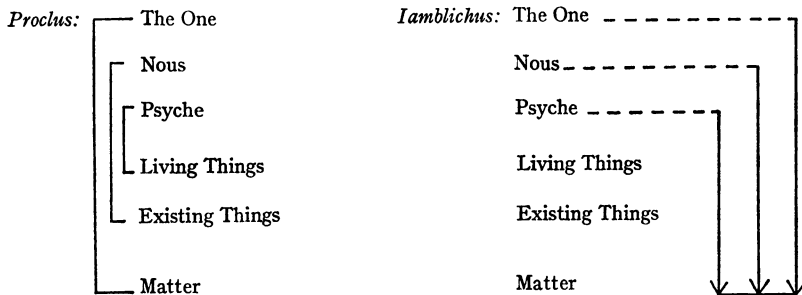 Proclus: The One Iamblichus: The One
Nous Nous
Psyche Psyche
Living Things Living Things
Existing Things Existing Things
Matter Matter